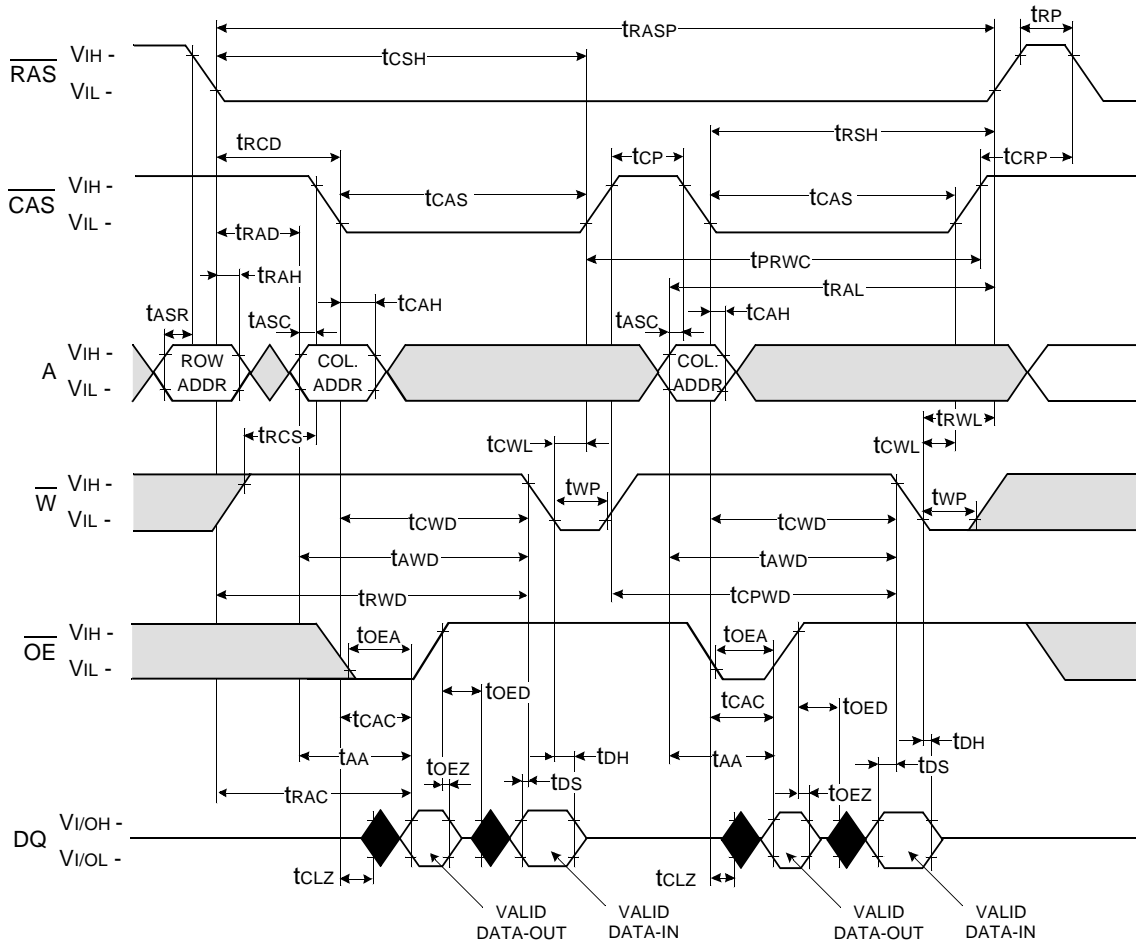 tRASP
tRP
tCSH
RAS
VIH -
VIL -
tRCD
tRSH
tCP
tCRP
CAS
VIH -
VIL -
tCAS
tCAS
tRAD
tPRWC
tRAH
tRAL
tASR
tASC
tCAH
tASC
tCAH
A
VIH -
VIL -
ROW
ADDR
COL.
ADDR
COL.
ADDR
tRCS
tCWL
tRWL
tCWL
W
VIH -
VIL -
tWP
tWP
tCWD
tCWD
tAWD
tAWD
tRWD
tCPWD
OE
VIH -
VIL -
tOEA
tOEA
tOED
tOED
tCAC
tCAC
tAA
tDH
tAA
tDH
tOEZ
tDS
tDS
tRAC
tOEZ
DQ
VI/OH -
VI/OL -
tCLZ
tCLZ
VALID
DATA-OUT
VALID
DATA-IN
VALID
DATA-OUT
VALID
DATA-IN